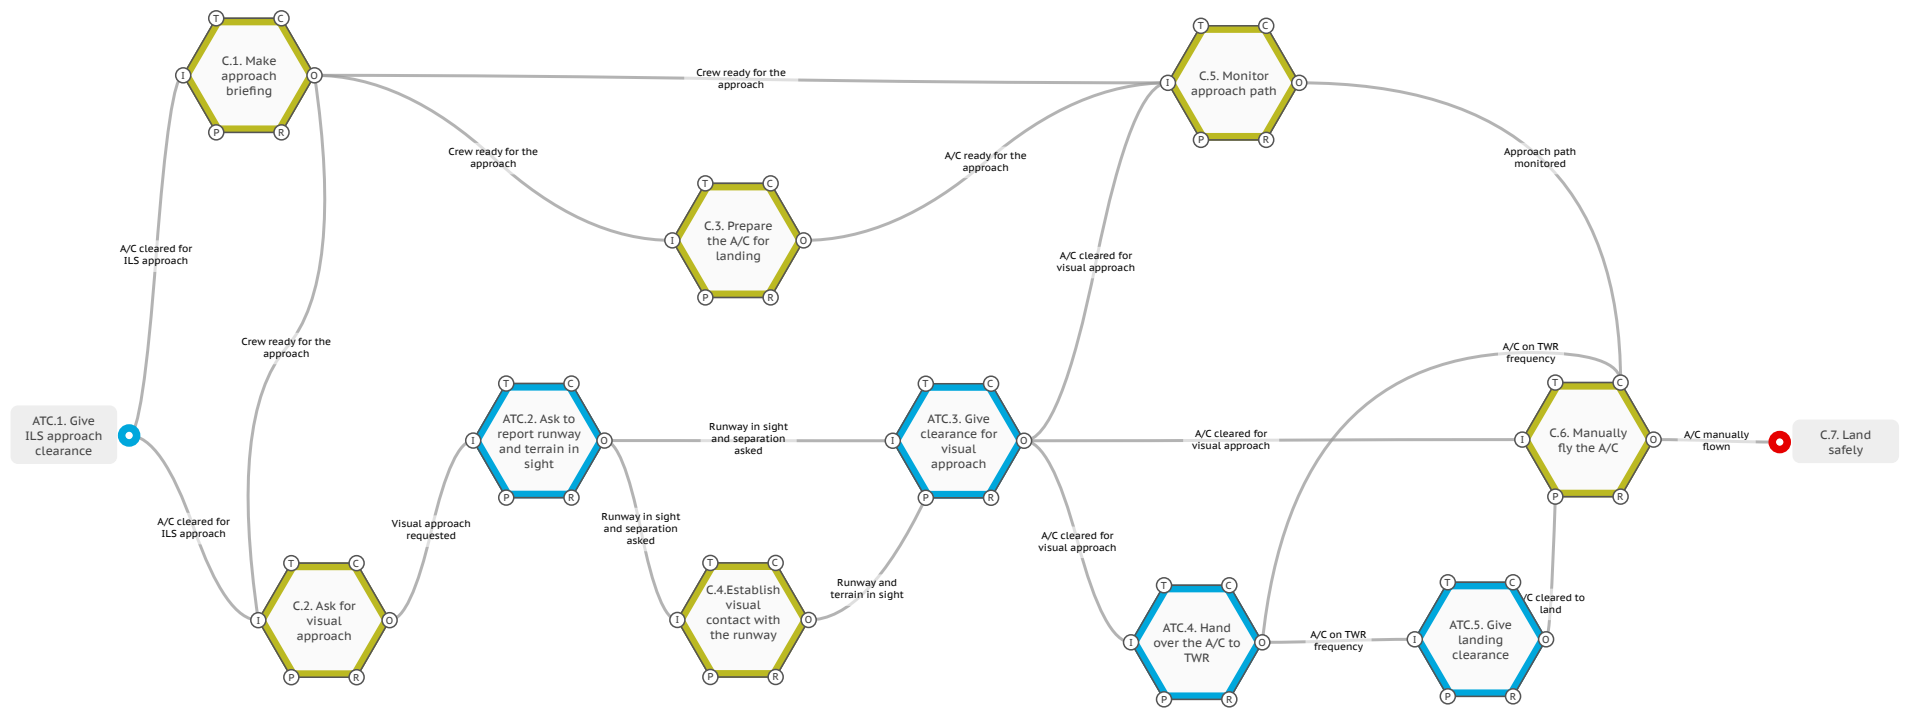 T
C
C.1. Make
approach
briefing
I
O
P
R
Crew ready for the
approach
T
C
C.5. Monitor
approach path
I
O
P
R
Crew ready for the
approach
A/C ready for the
approach
Approach path
monitored
T
C
C.3. Prepare
the A/C for
landing
I
O
P
R
A/C cleared for
ILS approach
A/C cleared for
visual approach
Crew ready for the
approach
A/C on TWR
frequency
ATC.1. Give
ILS approach
clearance
T
C
ATC.2. Ask to
report runway
and terrain in
sight
I
O
P
R
Runway in sight
and separation
asked
T
C
ATC.3. Give
clearance for
visual
approach
I
O
P
R
A/C cleared for
visual approach
T
C
C.6. Manually
fly the A/C
I
O
P
R
A/C manually
flown
C.7. Land
safely
A/C cleared for
ILS approach
Visual approach
requested
Runway in sight
and separation
asked
A/C cleared for
visual approach
T
C
C.2. Ask for
visual
approach
I
O
P
R
T
C
C.4.Establish
visual
contact with
the runway
I
O
P
R
Runway and
terrain in sight
T
C
ATC.4. Hand
over the A/C to
TWR
I
O
P
R
A/C on TWR
frequency
T
C
ATC.5. Give
landing
clearance
I
O
P
R
/C cleared to
land